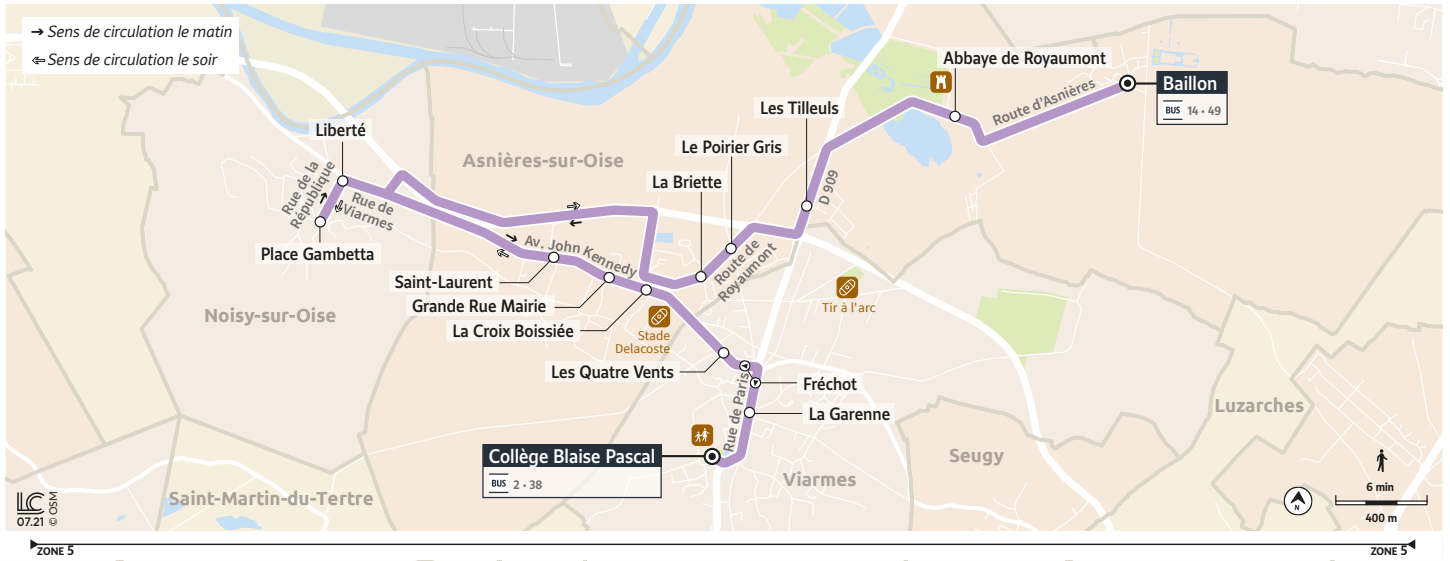 → Sens de circulation le matin
⇐ Sens de circulation le soir
Abbaye de Royaumont
Baillon
BUS 14 • 49
Route d'Asnières
Les Tilleuls
Liberté
Asnières-sur-Oise
Le Poirier Gris
La Briette
D 909
Rue de la
République
Rue de
Viarmes
Place Gambetta
Av. John Kennedy
Route de
Royaumont
Saint-Laurent
Grande Rue Mairie
La Croix Boissiée
Noisy-sur-Oise
Tir à l'arc
Stade
Delacoste
Les Quatre Vents
Fréchot
La Garenne
Rue de Paris
Luzarches
Collège Blaise Pascal
BUS 2 • 38
Seugy
Viarmes
Saint-Martin-du-Tertre
LC
07.21 © OSM
6 min
400 m
ZONE 5
ZONE 5